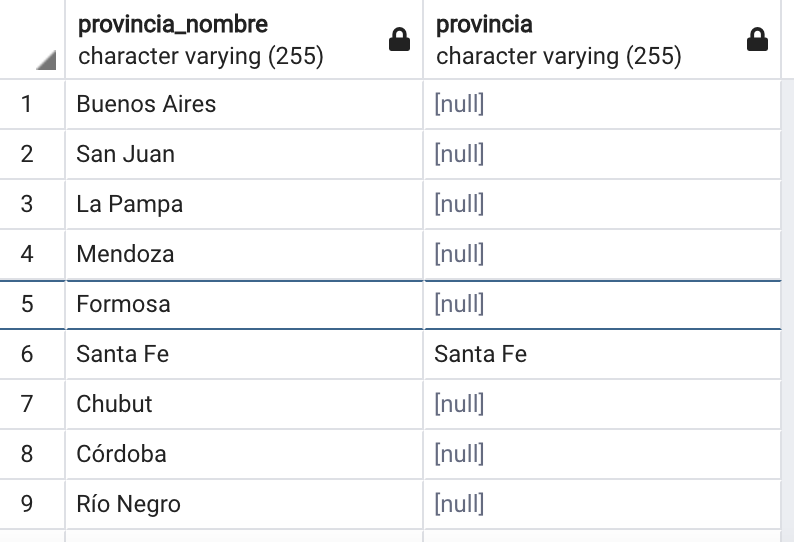 provincia_nombre provincia
character varying (255) character varying (255)
1 Buenos Aires [null]
2 San Juan [null]
3 La Pampa [null]
4 Mendoza [null]
5 Formosa [null]
6 Santa Fe Santa Fe
7 Chubut [null]
8 Córdoba [null]
9 Río Negro [null]